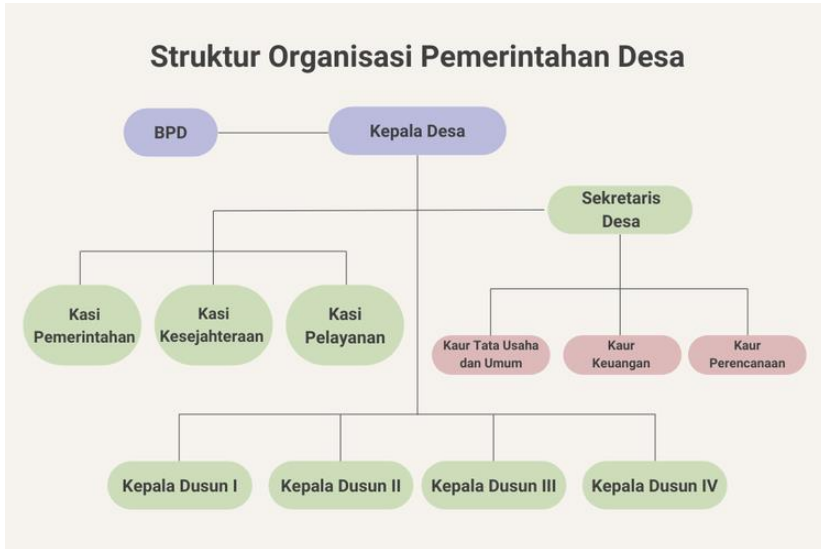 Struktur Organisasi Pemerintahan Desa
BPD
Kepala Desa
Sekretaris
Desa
Kasi
Pemerintahan
Kasi
Kesejahteraan
Kasi
Pelayanan
Kaur Tata Usaha
dan Umum
Kaur
Keuangan
Kaur
Perencanaan
Kepala Dusun I
Kepala Dusun II
Kepala Dusun III
Kepala Dusun IV